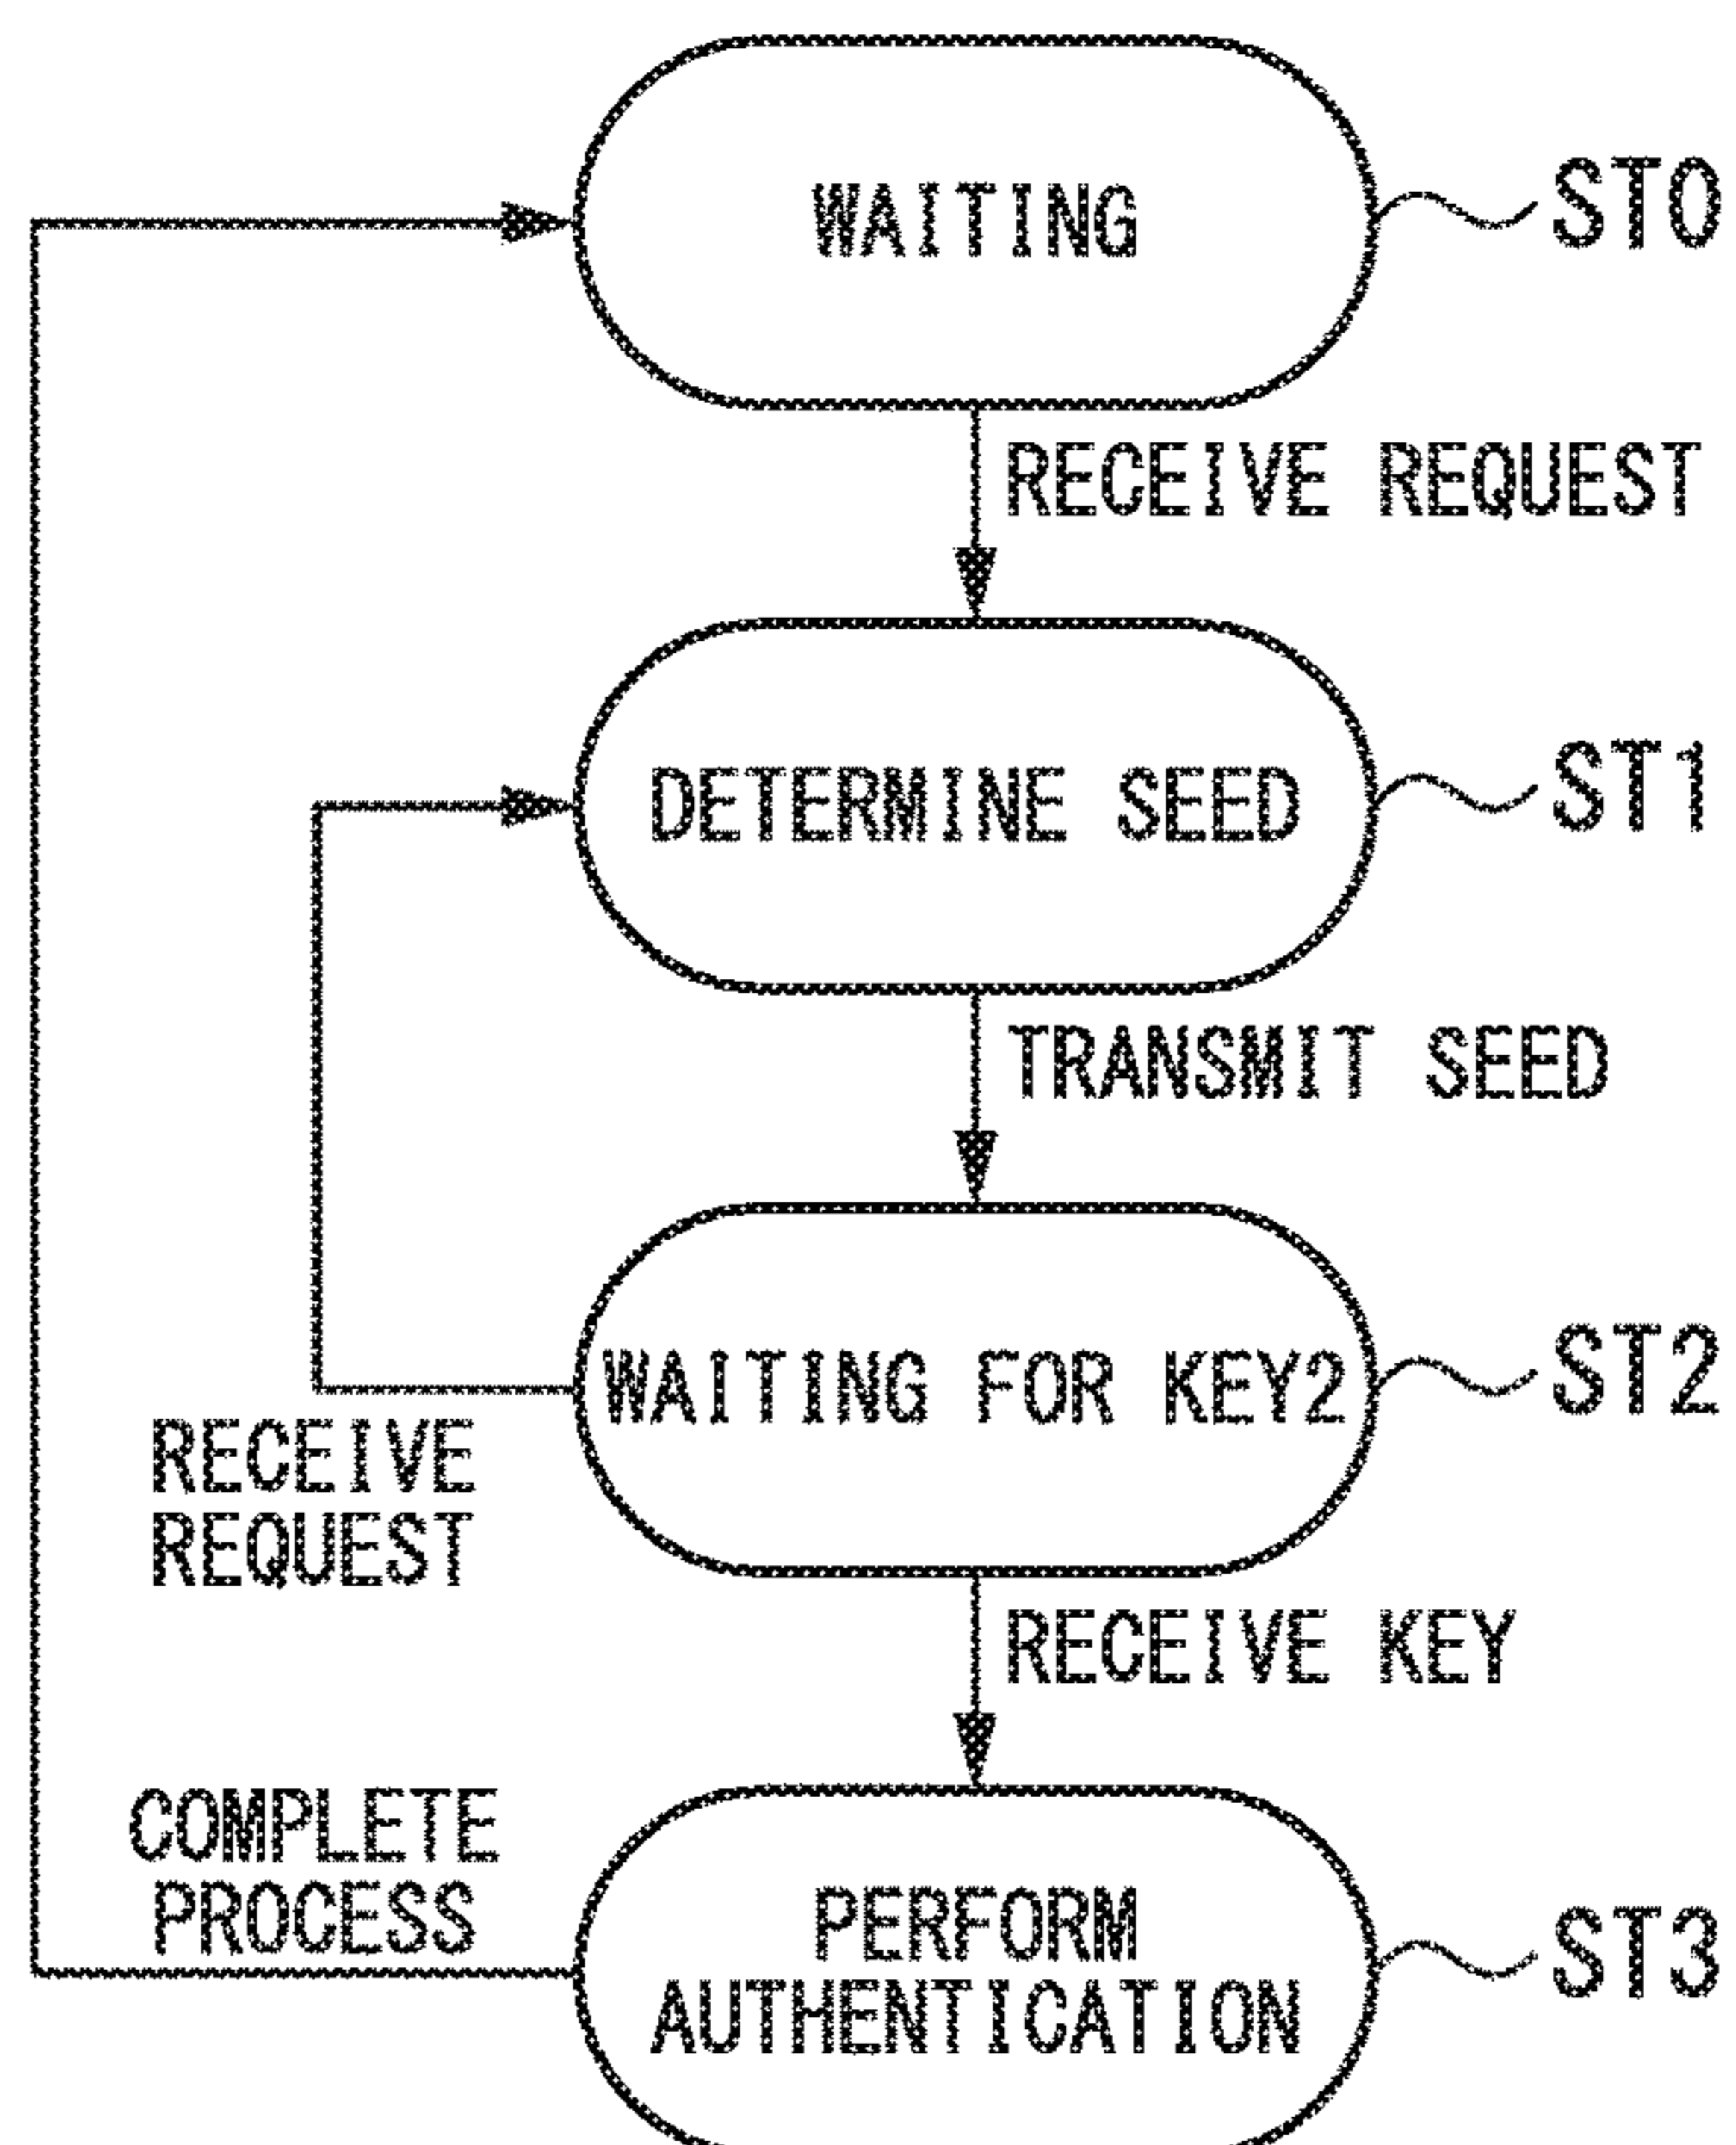 WAITING
ST0
RECEIVE REQUEST
DETERMINE SEED
ST1
TRANSMIT SEED
WAITING FOR KEY2
ST2
RECEIVE
REQUEST
RECEIVE KEY
COMPLETE
PROCESS
PERFORM
AUTHENTICATION
ST3